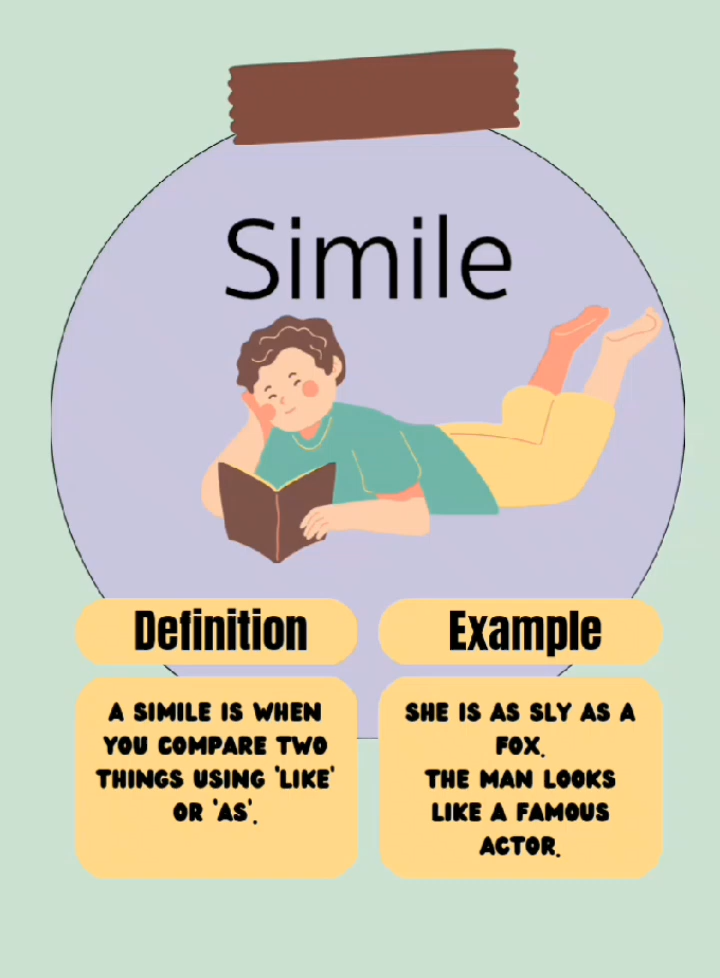 Simile
Definition
A SIMILE IS WHEN
YOU COMPARE TWO
THINGS USING 'LIKE'
OR 'AS'.
Example
SHE IS AS SLY AS A
FOX.
THE MAN LOOKS
LIKE A FAMOUS
ACTOR.